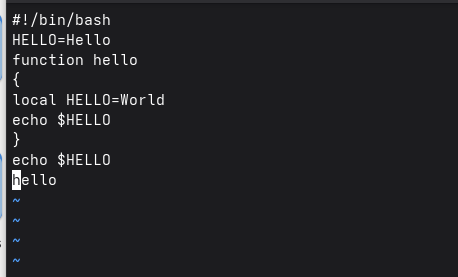 #!/bin/bash
HELLO=Hello
function hello
{
local HELLO=World
echo $HELLO
}
echo $HELLO
hello
~
~
~
~